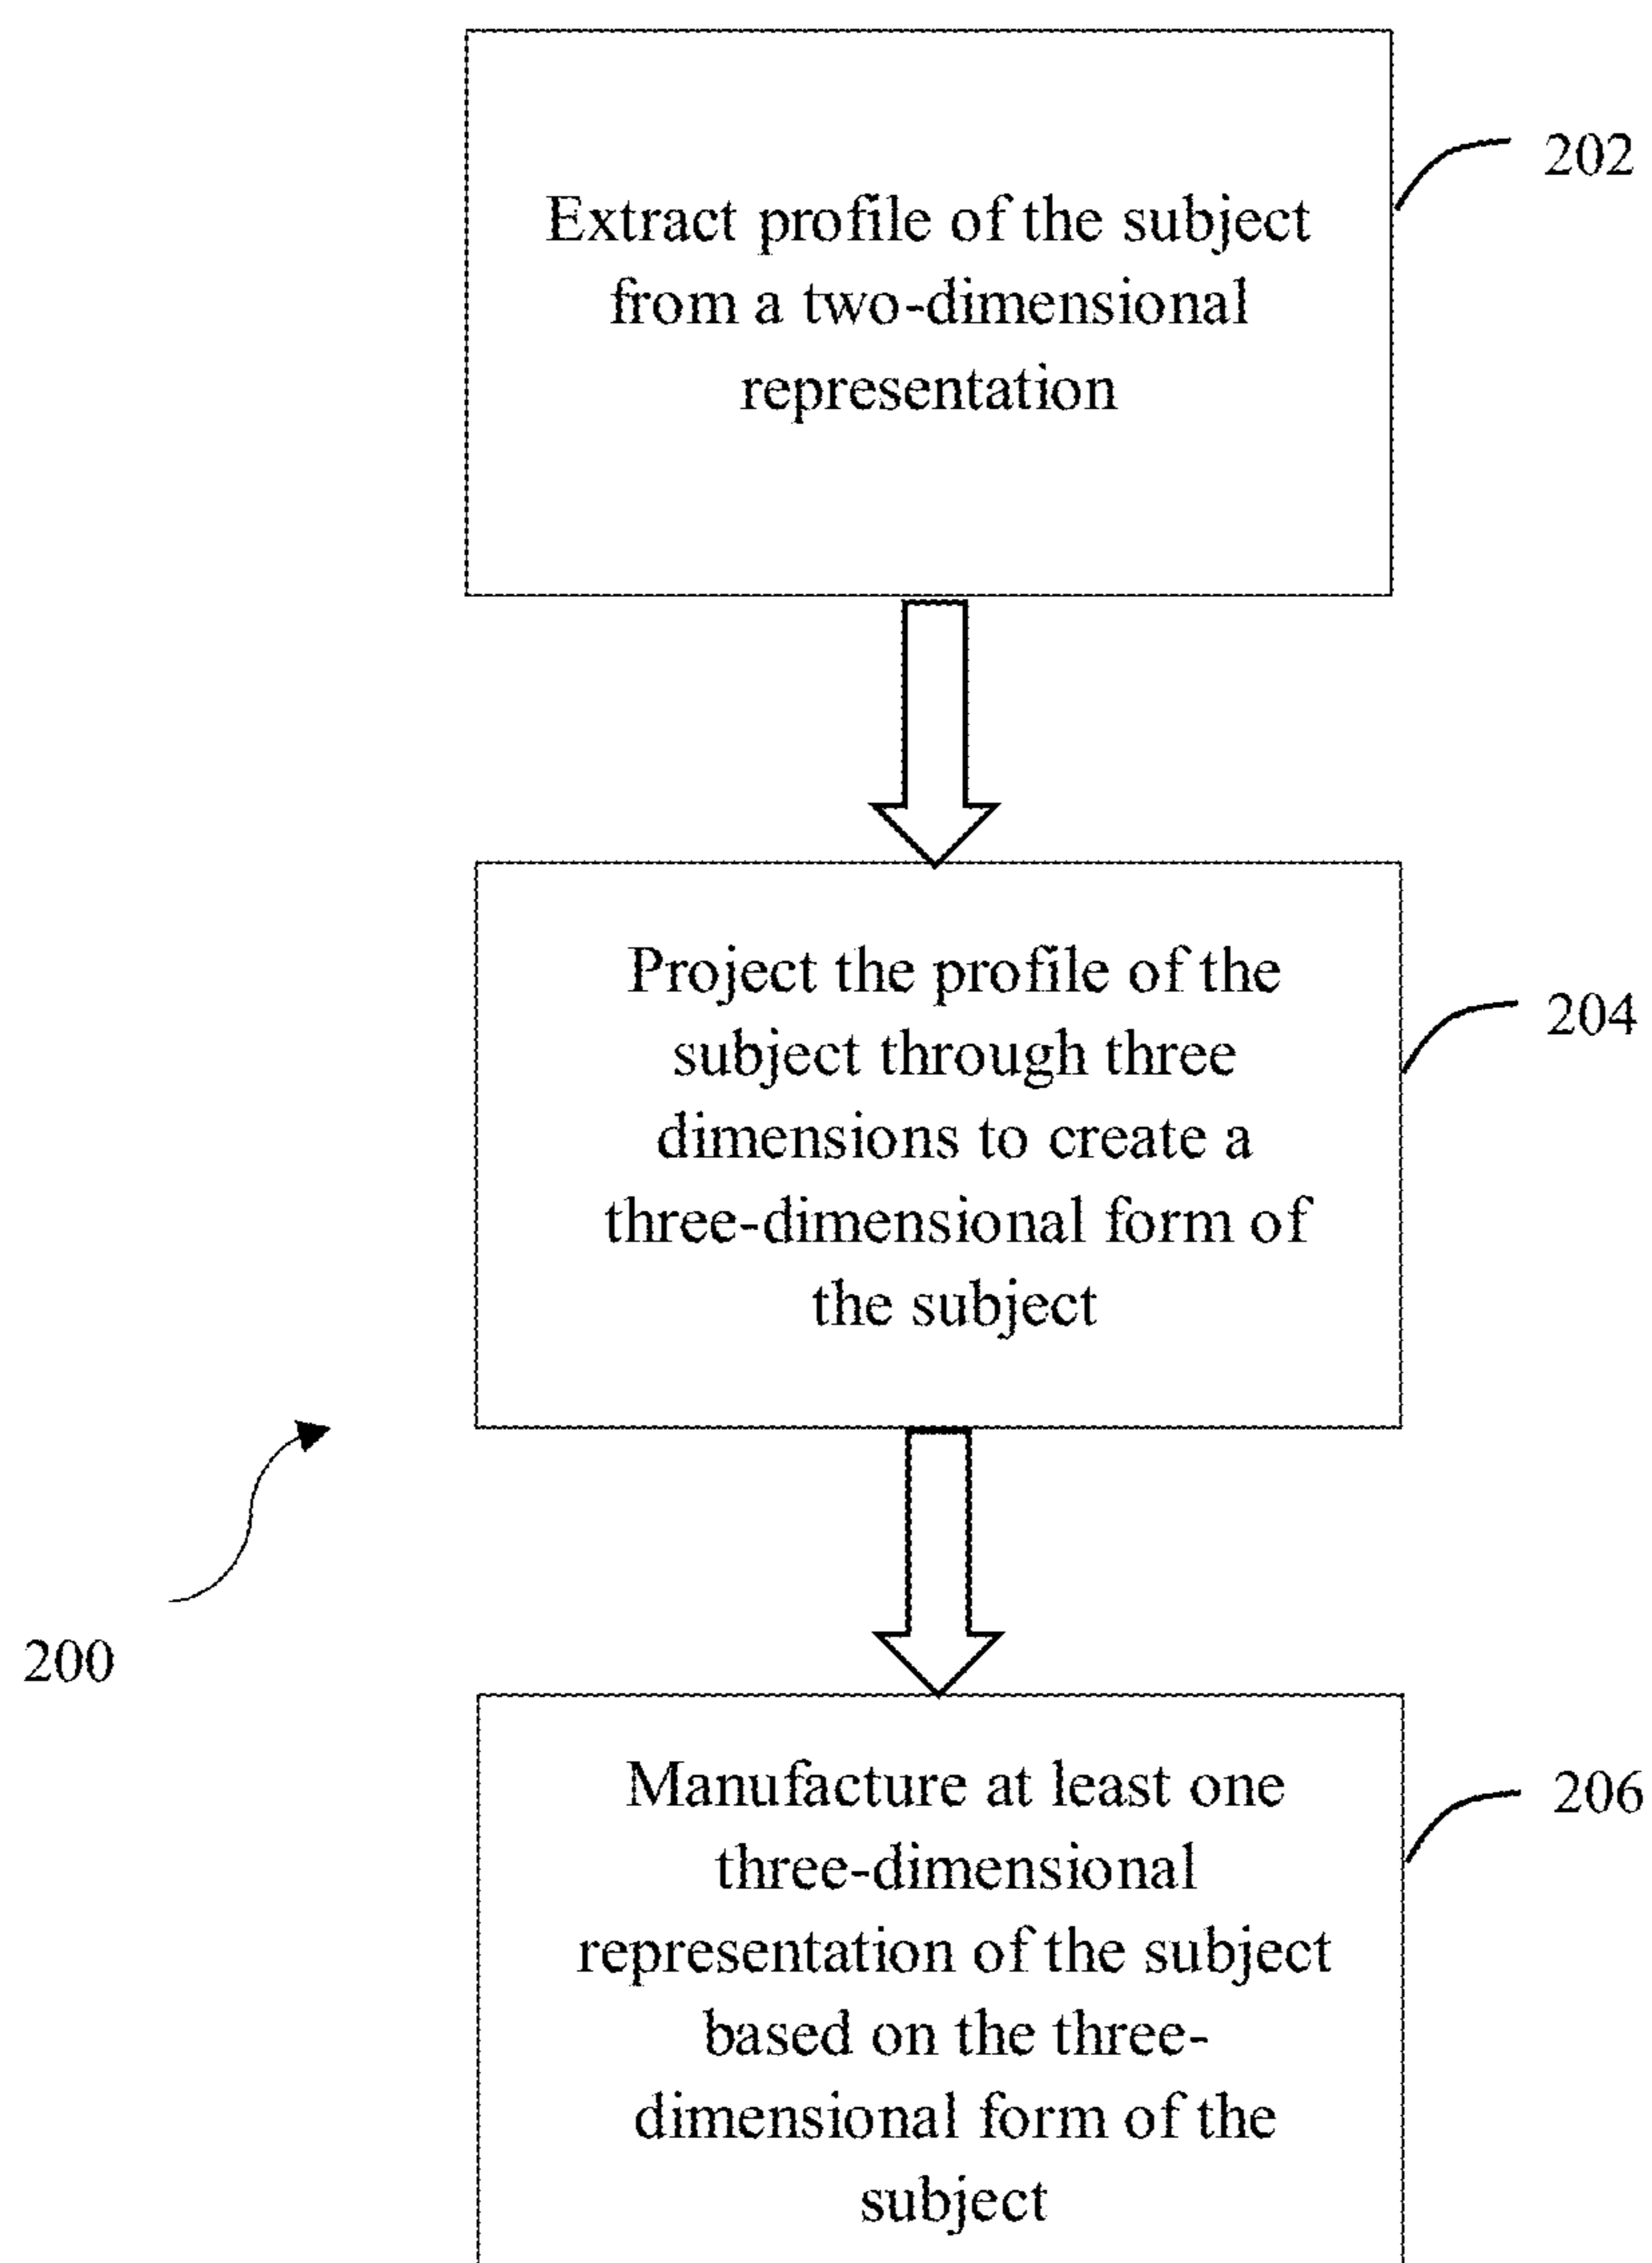 Extract profile of the subject
from a two-dimensional
representation
202
Project the profile of the
subject through three
dimensions to create a
three-dimensional form of
the subject
204
200
Manufacture at least one
three-dimensional
representation of the subject
based on the three-
dimensional form of the
subject
206